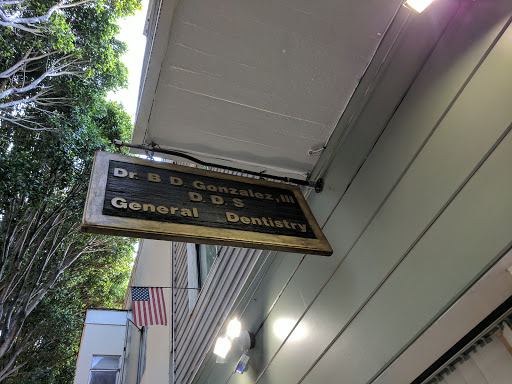 Dr. B D. Gonzalez, III
D. D. S
General Dentistry